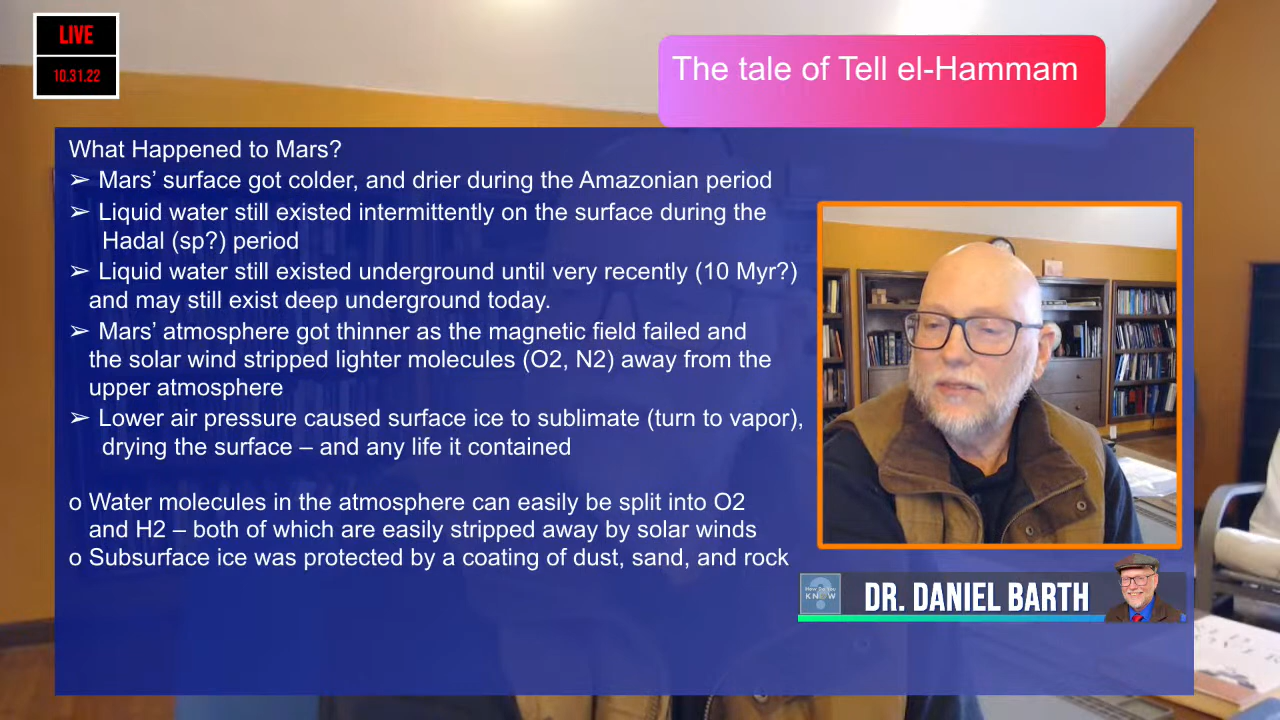 LIVE
10.31.22
The tale of Tell el-Hammam
What Happened to Mars?
➢ Mars’ surface got colder, and drier during the Amazonian period
➢ Liquid water still existed intermittently on the surface during the
Hadal (sp?) period
➢ Liquid water still existed underground until very recently (10 Myr?)
and may still exist deep underground today.
➢ Mars’ atmosphere got thinner as the magnetic field failed and
the solar wind stripped lighter molecules (O2, N2) away from the
upper atmosphere
➢ Lower air pressure caused surface ice to sublimate (turn to vapor),
drying the surface – and any life it contained
o Water molecules in the atmosphere can easily be split into O2
and H2 – both of which are easily stripped away by solar winds
o Subsurface ice was protected by a coating of dust, sand, and rock
How Do You
KNOW
DR. DANIEL BARTH